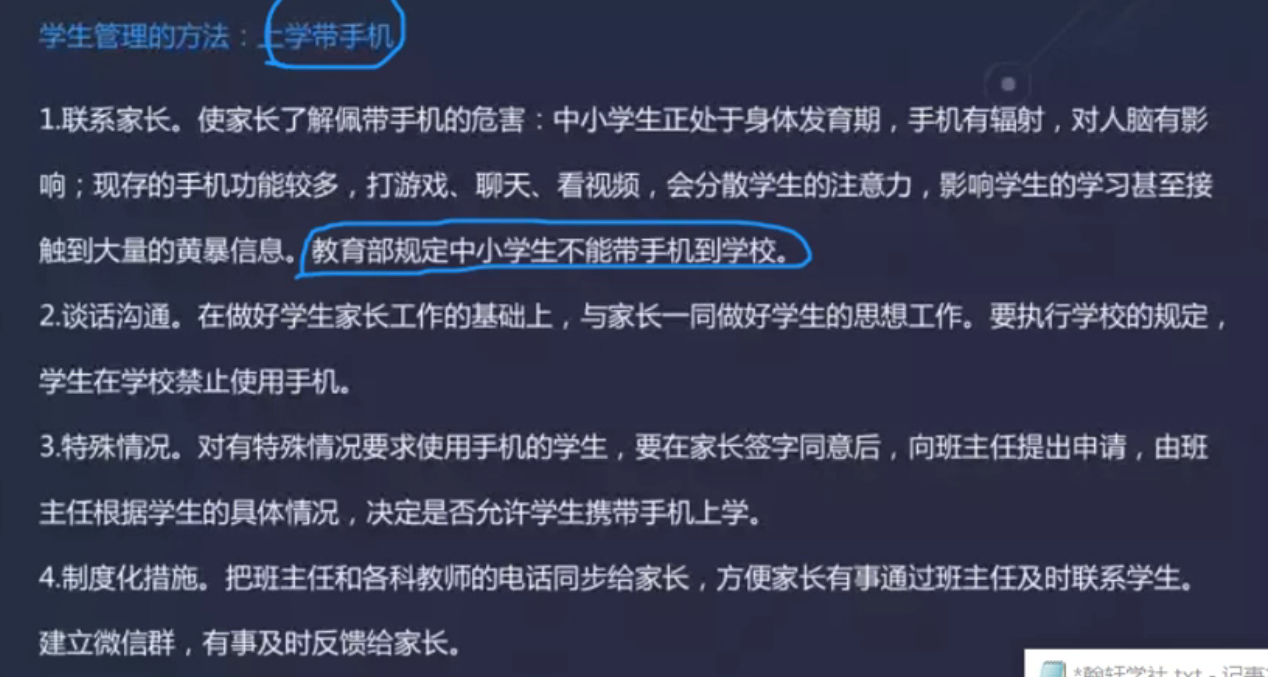 学生管理的方法：上学带手机
1.联系家长。使家长了解佩带手机的危害：中小学生正处于身体发育期，手机有辐射，对人脑有影
响；现存的手机功能较多，打游戏、聊天、看视频，会分散学生的注意力，影响学生的学习甚至接
触到大量的黄暴信息。教育部规定中小学生不能带手机到学校。
2.谈话沟通。在做好学生家长工作的基础上，与家长一同做好学生的思想工作。要执行学校的规定，
学生在学校禁止使用手机。
3.特殊情况。对有特殊情况要求使用手机的学生，要在家长签字同意后，向班主任提出申请，由班
主任根据学生的具体情况，决定是否允许学生携带手机上学。
4.制度化措施。把班主任和各科教师的电话同步给家长，方便家长有事通过班主任及时联系学生。
建立微信群，有事及时反馈给家长。